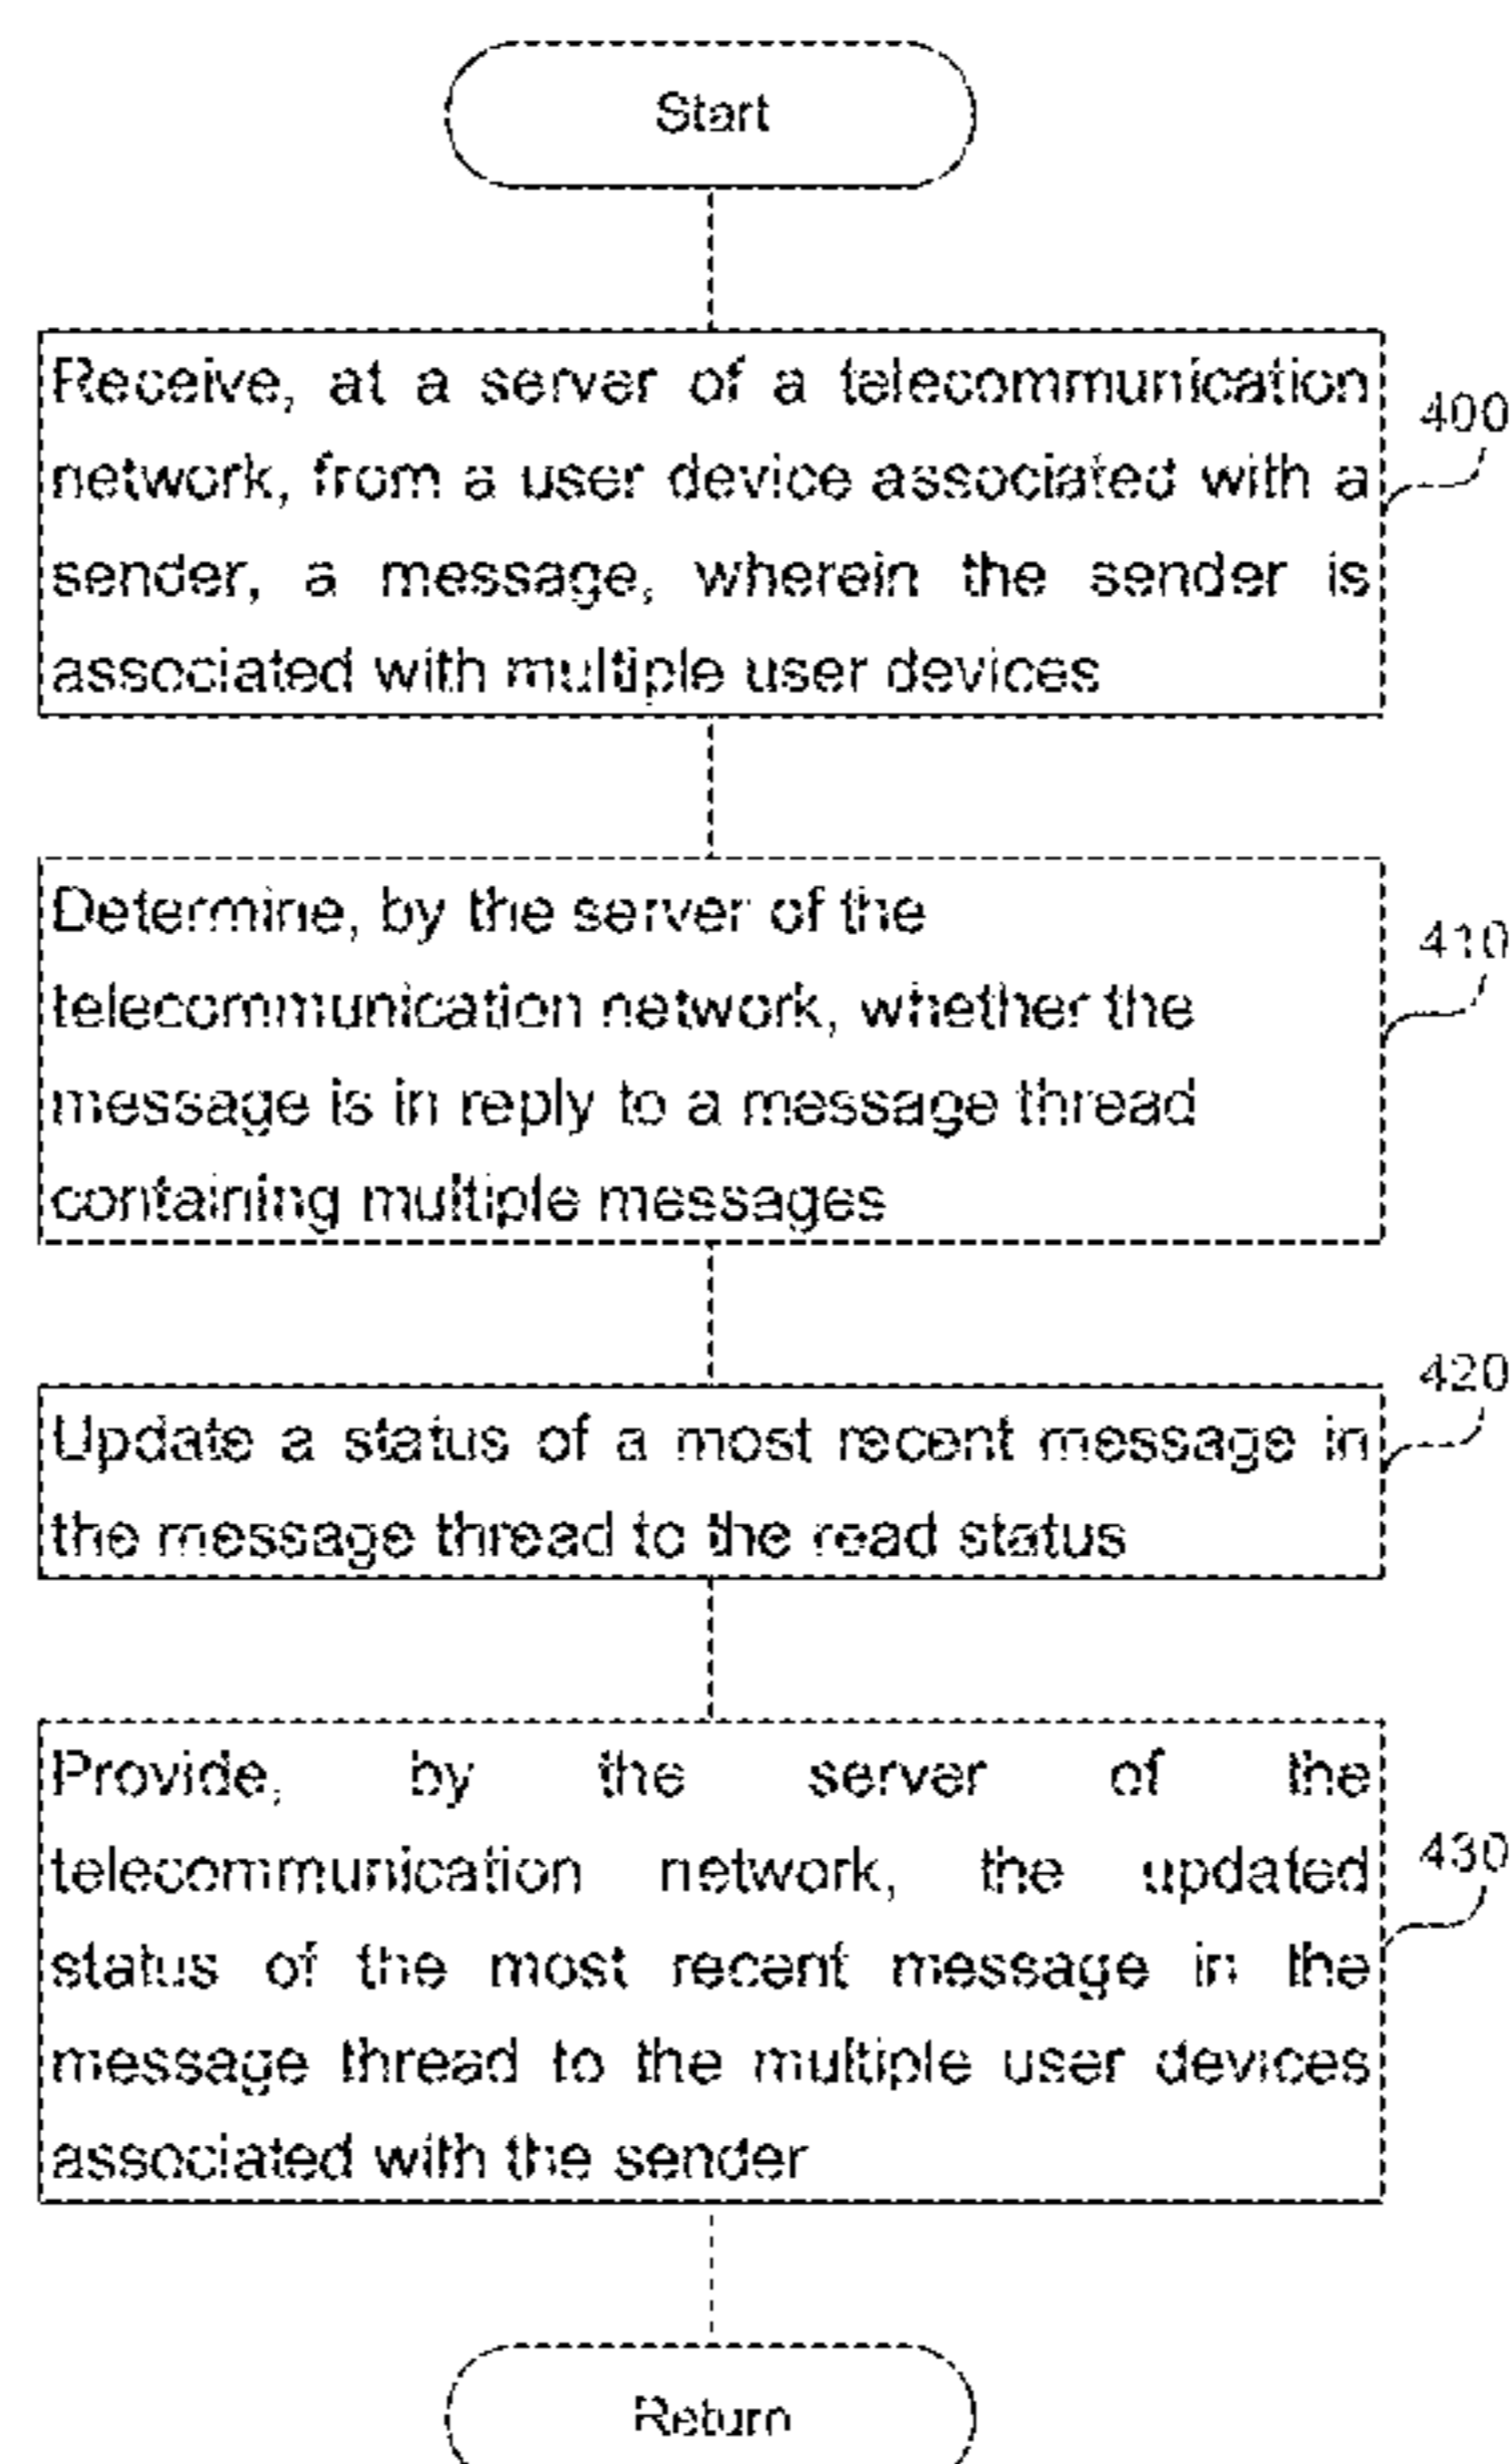 Start
Receive, at a server of a telecommunication
network, from a user device associated with a
sender, a message, wherein the sender is
associated with multiple user devices
400
Determine, by the server of the
telecommunication network, whether the
message is in reply to a message thread
containing multiple messages
410
Update a status of a most recent message in
the message thread to the read status
420
Provide, by the server of the
telecommunication network, the updated
status of the most recent message in the
message thread to the multiple user devices
associated with the sender
430
Return